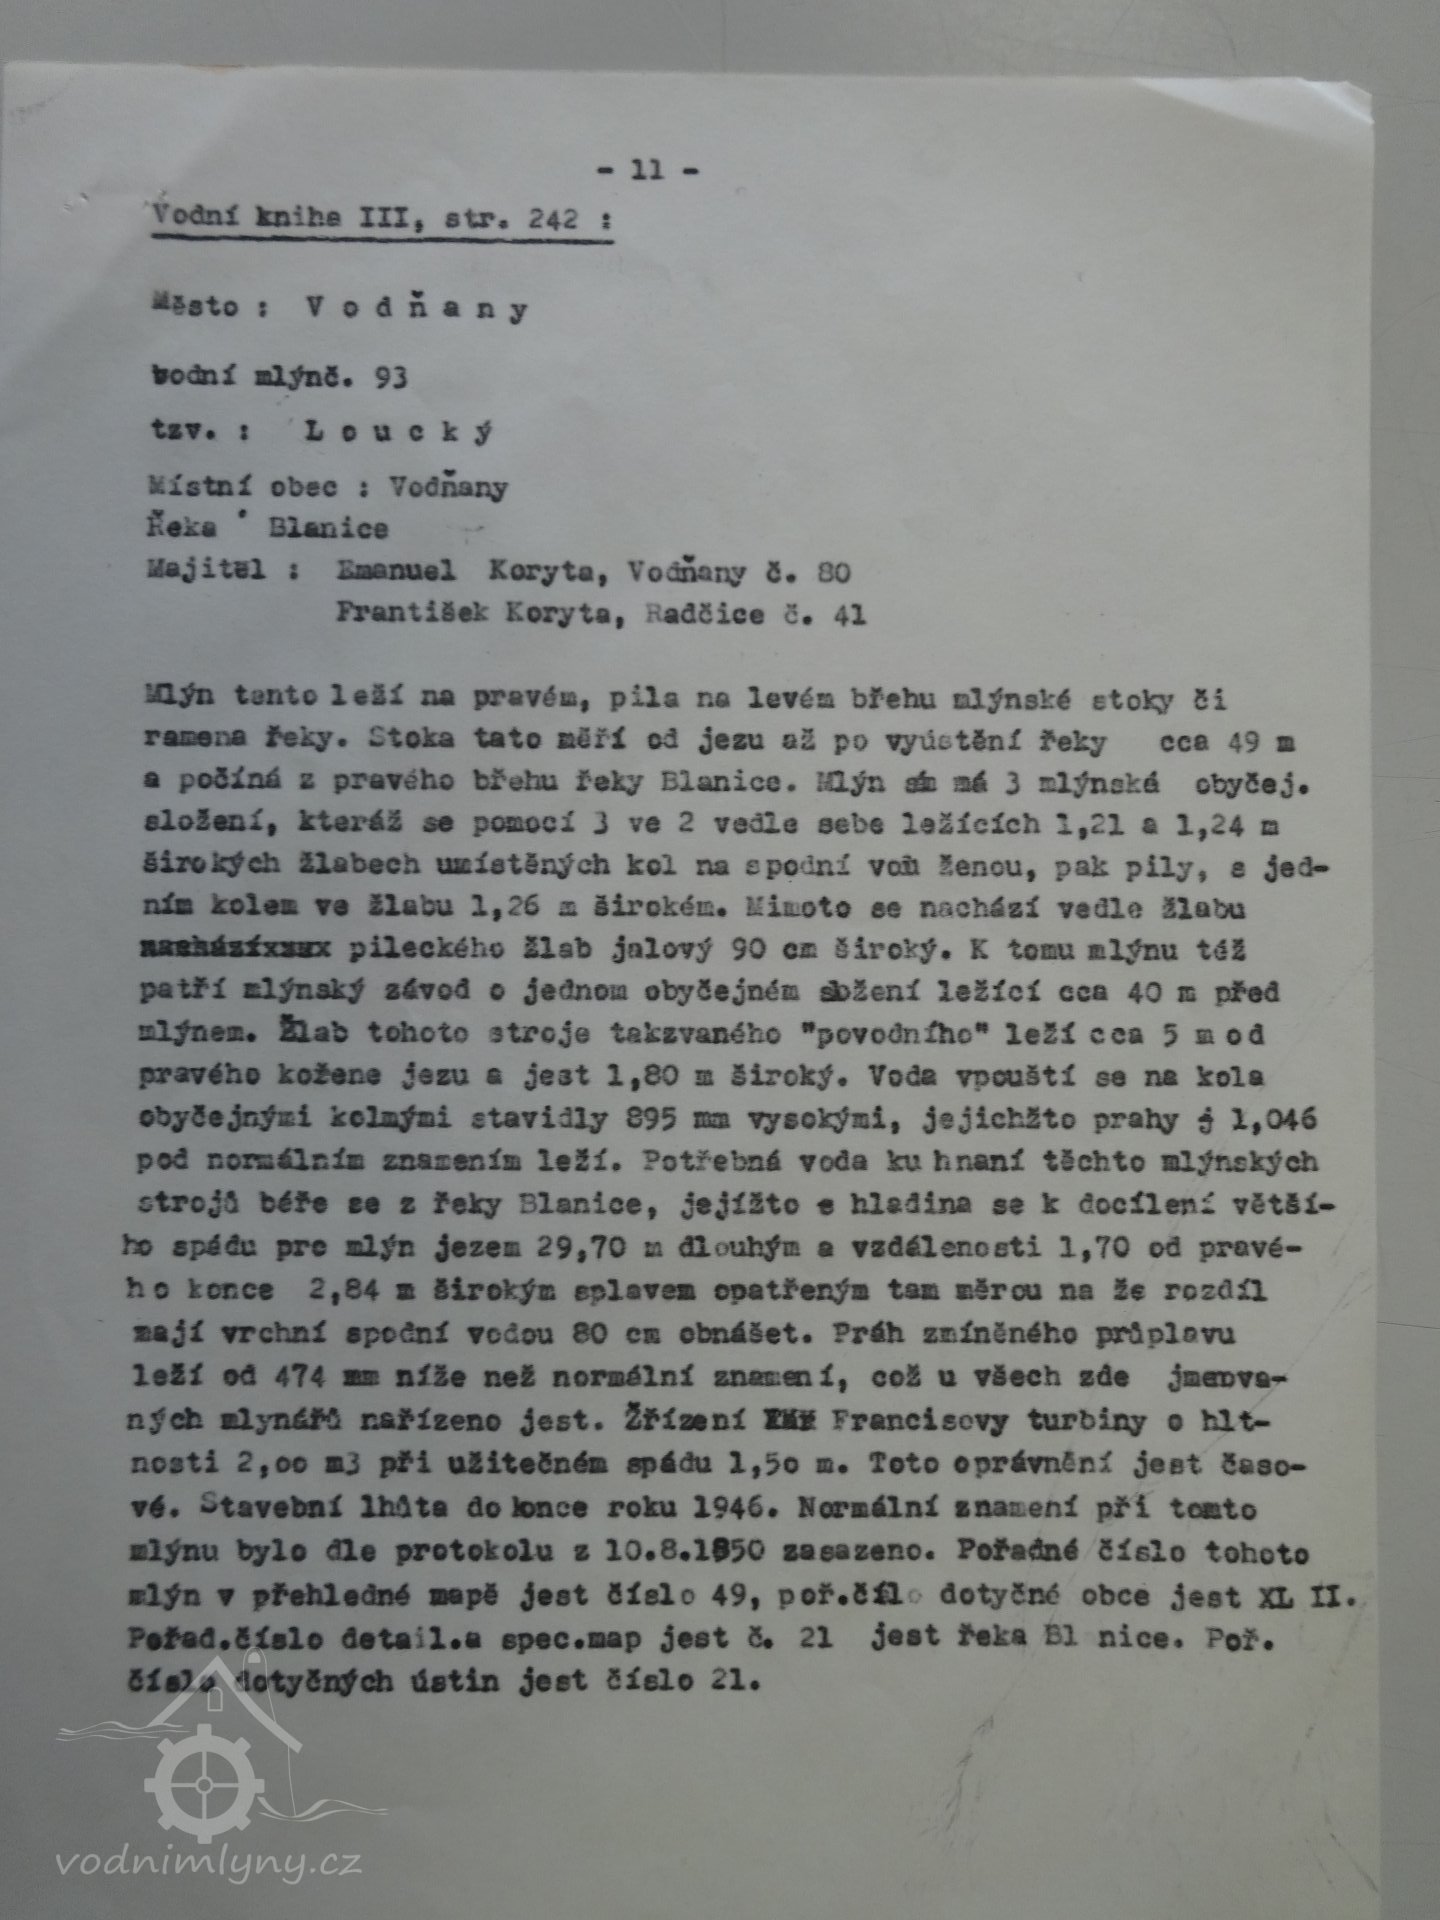 - 11 -
Vodní kniha III, str. 242 :
Město : V o d ň a n y
vodní mlýnč. 93
tzv. : L o u c k ý
Místní obec : Vodňany
Řeka ' Blanice
Majitel : Emanuel Koryta, Vodňany č. 80
František Koryta, Radčice č. 41
Mlýn tento leží na pravém, pila na levém břehu mlýnské stoky či
ramena řeky. Stoka tato měří od jezu až po vyústění řeky cca 49 m
a počíná z pravého břehu řeky Blanice. Mlýn má 3 mlýnská obyčej.
složení, kteráž se pomocí 3 ve 2 vedle sebe ležících 1,21 a 1,24 m
širokých žlabech umístěných kol na spodní vodu ženou, pak pily, s jed-
ním kolem ve žlabu 1,26 m širokém. Mimoto se nachází vedle žlabu
pileckého žlab jalový 90 cm široký. K tomu mlýnu též
patří mlýnský závod o jednom obyčejném složení ležící cca 40 m před
mlýnem. Žlab tohoto stroje takzvaného "povodního" leží cca 5 m od
pravého kořene jezu a jest 1,80 m široký. Voda vpouští se na kola
obyčejnými kolmými stavidly 895 mm vysokými, jejichžto prahy j 1,046
pod normálním znamením leží. Potřebná voda ku hnaní těchto mlýnských
strojů béře se z řeky Blanice, jejížto hladina se k docílení větší-
ho spádu pro mlýn jezem 29,70 m dlouhým a vzdálenosti 1,70 od pravé-
ho konce 2,84 m širokým splavem opatřeným tam měrou na že rozdíl
mají vrchní spodní vodou 80 cm obnášet. Práh zmíněného průplavu
leží od 474 mm níže než normální znamení, což u všech zde jmenova-
ných mlynářů nařízeno jest. Žřízení Francisovy turbiny o hlt-
nosti 2,oo m3 při užitečném spádu 1,5o m. Toto oprávnění jest časo-
vé. Stavební lhůta do konce roku 1946. Normální znamení při tomto
mlýnu bylo dle protokolu z 10.8.1850 zasazeno. Pořadné číslo tohoto
mlýn v přehledné mapě jest číslo 49, poř.čílo dotyčné obce jest XL II.
Pořad.číslo detail.a spec.map jest č. 21 jest řeka Bl nice. Poř.
číslo dotyčných ústin jest číslo 21.
vodnimlyny.cz